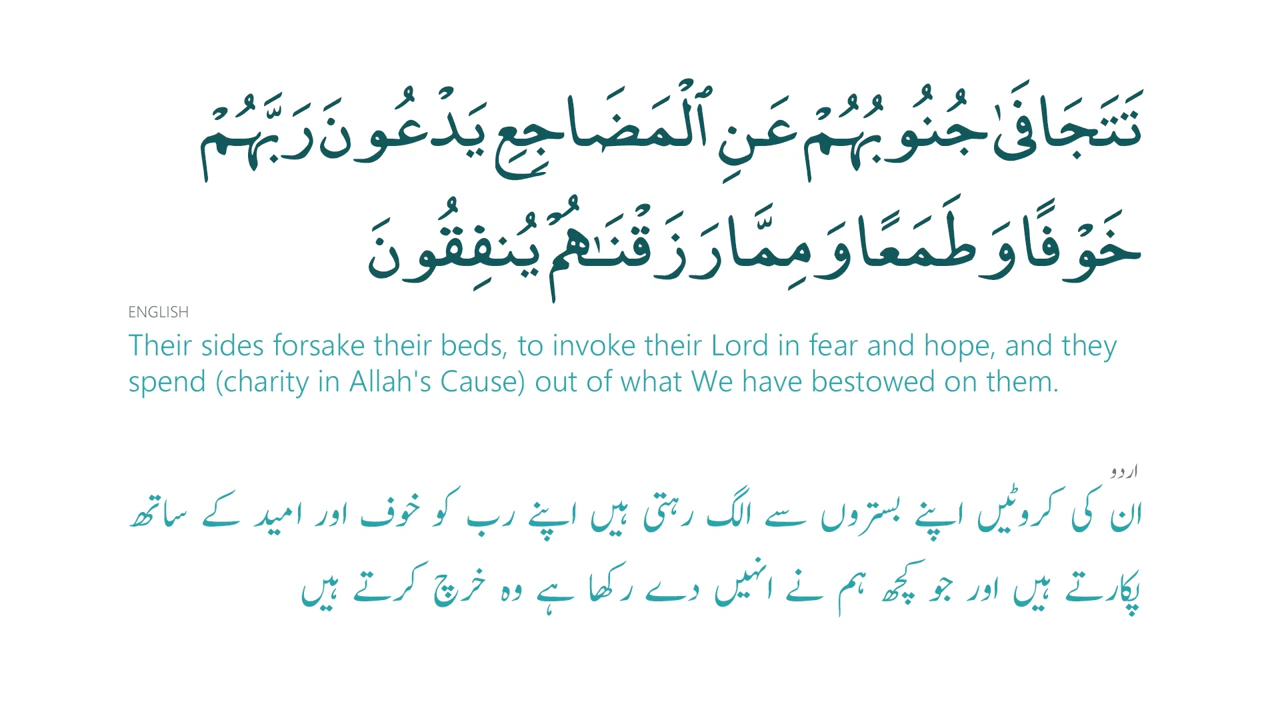 تَتَجَافَىٰ جُنُوبُهُمْ عَنِ ٱلْمَضَاجِعِ يَدْعُونَ رَبَّهُمْ
خَوْفًا وَطَمَعًا وَمِمَّا رَزَقْنَـٰهُمْ يُنفِقُونَ
ENGLISH
Their sides forsake their beds, to invoke their Lord in fear and hope, and they
spend (charity in Allah's Cause) out of what We have bestowed on them.
اردو
ان کی کروٹیں اپنے بستروں سے الگ رہتی ہیں اپنے رب کو خوف اور امید کے ساتھ
پکارتے ہیں اور جو کچھ ہم نے انہیں دے رکھا ہے وہ خرچ کرتے ہیں